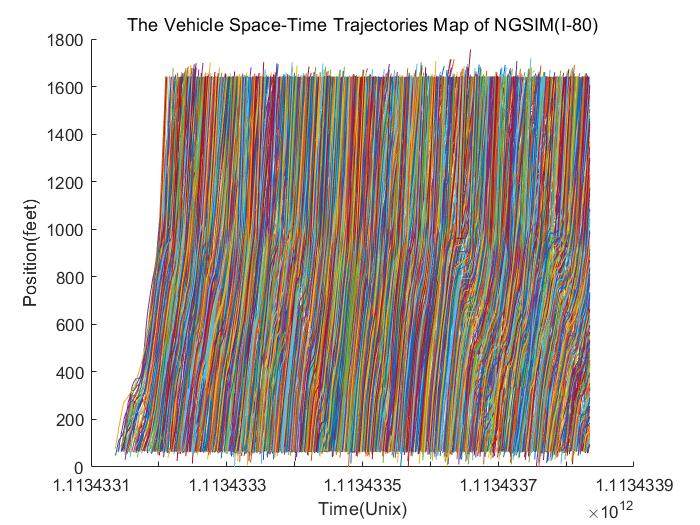 The Vehicle Space-Time Trajectories Map of NGSIM(I-80)
1800
1600
1400
1200
1000
800
600
400
200
0
Position(feet)
1.1134331 1.1134333 1.1134335 1.1134337 1.1134339
Time(Unix)
×10^12